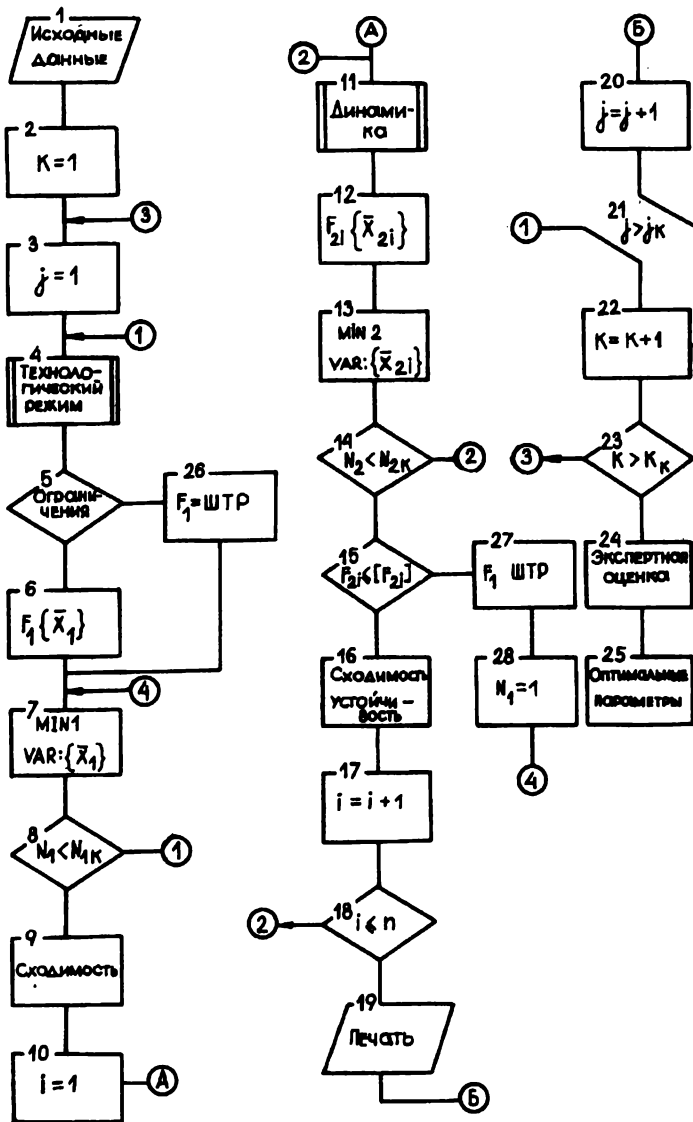 1
Исходные
данные
2
K=1
3
3
j=1
1
4
Техноло-
гический
режим
5
Ограни-
чения
26
F₁=ШТР
6
F₁{X̄₁}
4
7
MIN1
VAR:{X̄₁}
8
N₁<N₁ₖ
1
9
Сходимость
10
i=1
А
А
2
11
Динами-
ка
12
F₂ⱼ{X̄₂ᵢ}
13
MIN 2
VAR:{X̄₂ᵢ}
14
N₂<N₂ₖ
2
15
F₂ⱼ≤[F₂ⱼ]
27
F₁ ШТР
16
Сходимость
Устойчи-
вость
28
N₁=1
4
17
i=i+1
18
i≤n
2
19
Печать
Б
Б
20
j=j+1
21
j>jₖ
1
22
K=K+1
23
K>Kₖ
3
24
Экспертная
оценка
25
Оптимальные
параметры